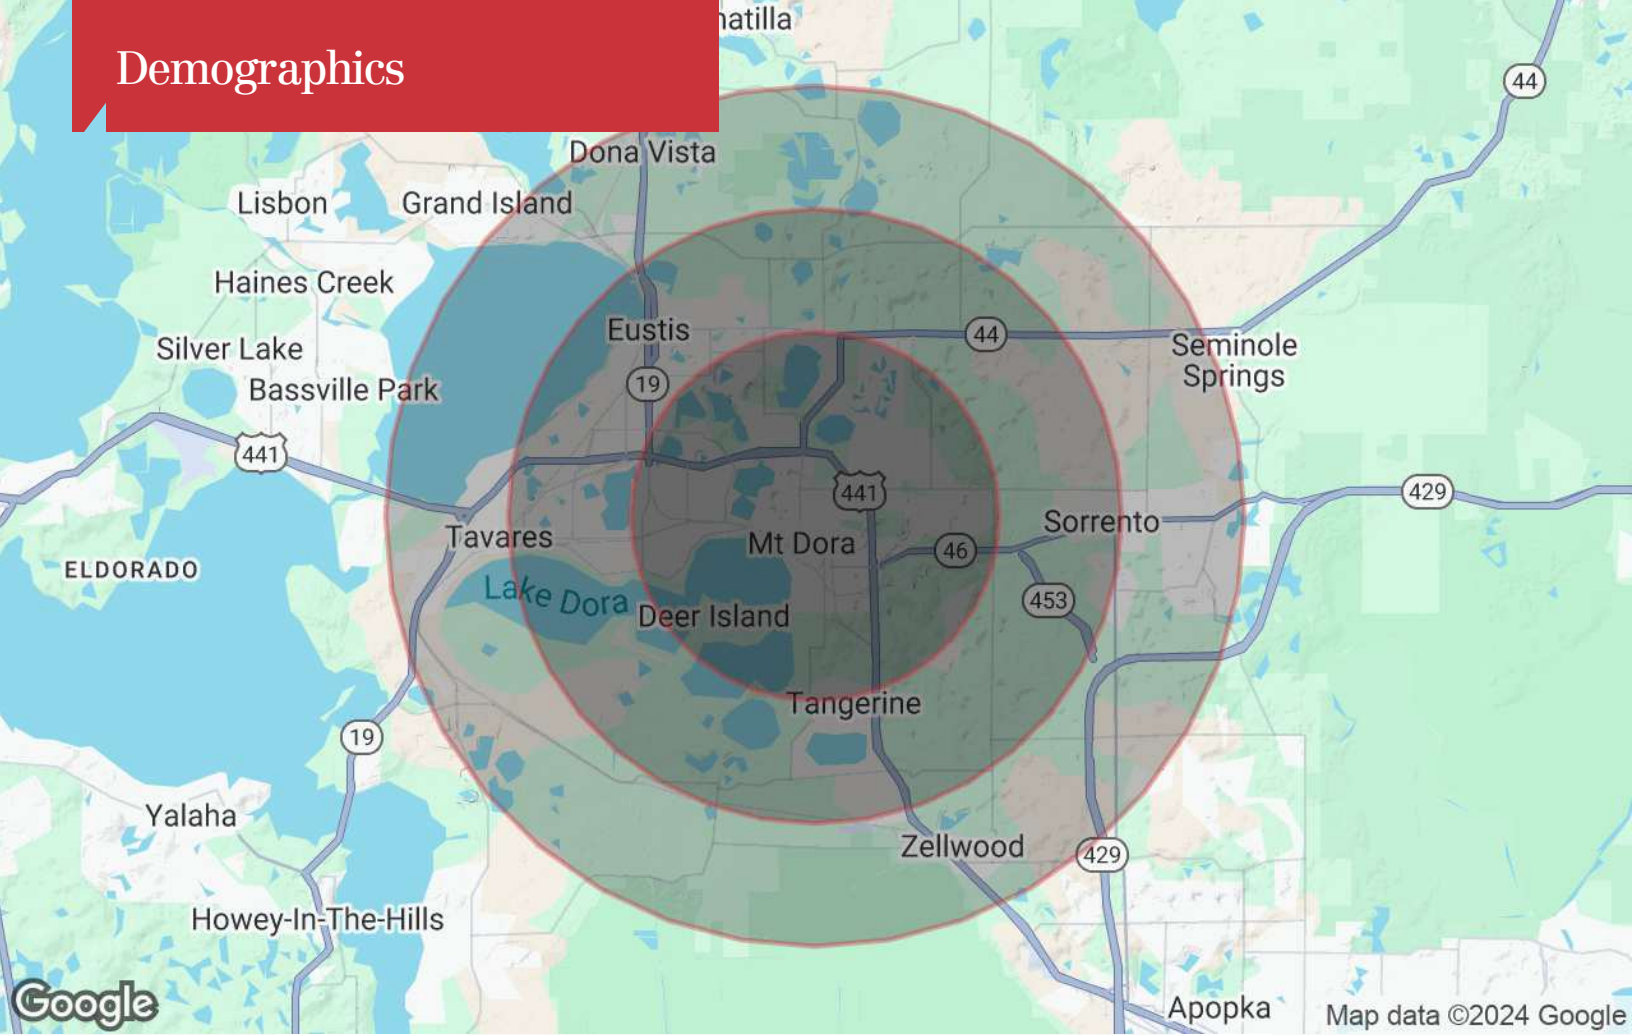 Demographics
44
Dona Vista
Lisbon
Grand Island
Haines Creek
Eustis
44
Silver Lake
Seminole
Springs
Bassville Park
19
441
441
429
Tavares
Mt Dora
46
Sorrento
ELDORADO
Lake Dora
Deer Island
453
Tangerine
19
Yalaha
Zellwood
429
Howey-In-The-Hills
Google
Apopka
Map data ©2024 Google